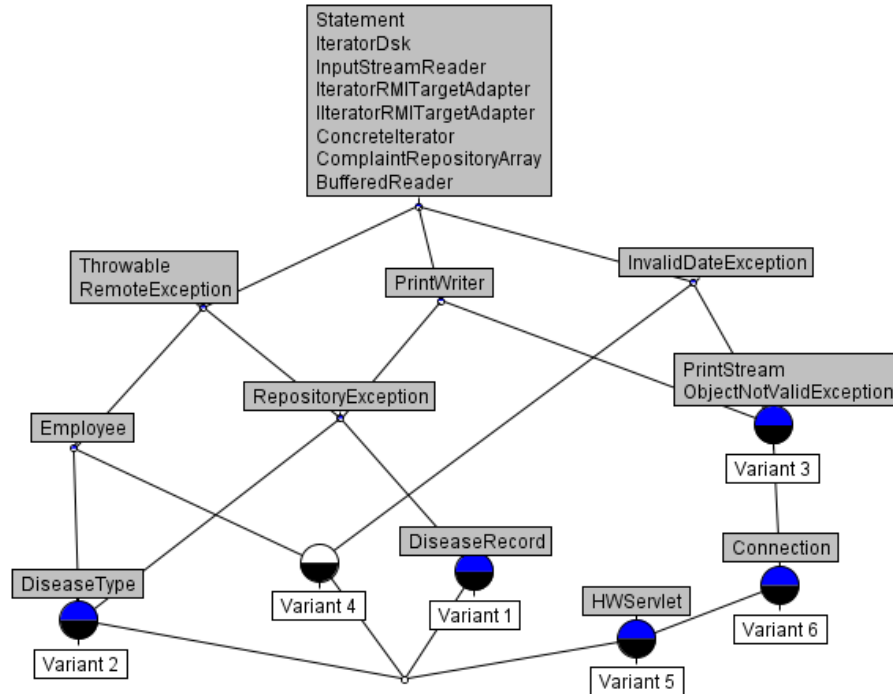 Statement
IteratorDsk
InputStreamReader
IteratorRMITargetAdapter
IIteratorRMITargetAdapter
ConcreteIterator
ComplaintRepositoryArray
BufferedReader
Throwable
RemoteException
PrintWriter
InvalidDateException
PrintStream
ObjectNotValidException
RepositoryException
Employee
Variant 3
DiseaseRecord
Connection
DiseaseType
HWServlet
Variant 4
Variant 1
Variant 6
Variant 2
Variant 5